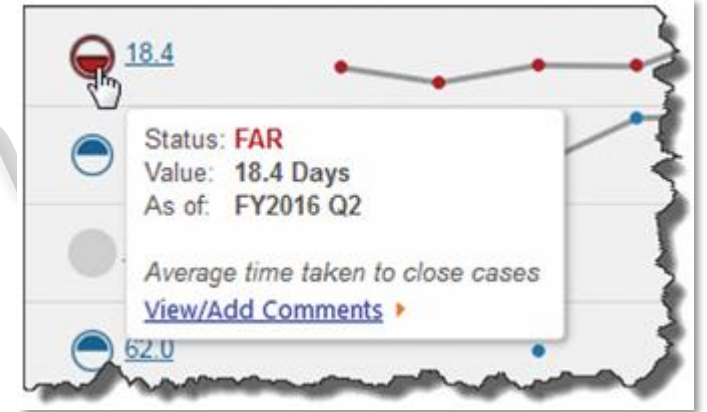 18.4
Status: FAR
Value: 18.4 Days
As of: FY2016 Q2
Average time taken to close cases
View/Add Comments
62.0